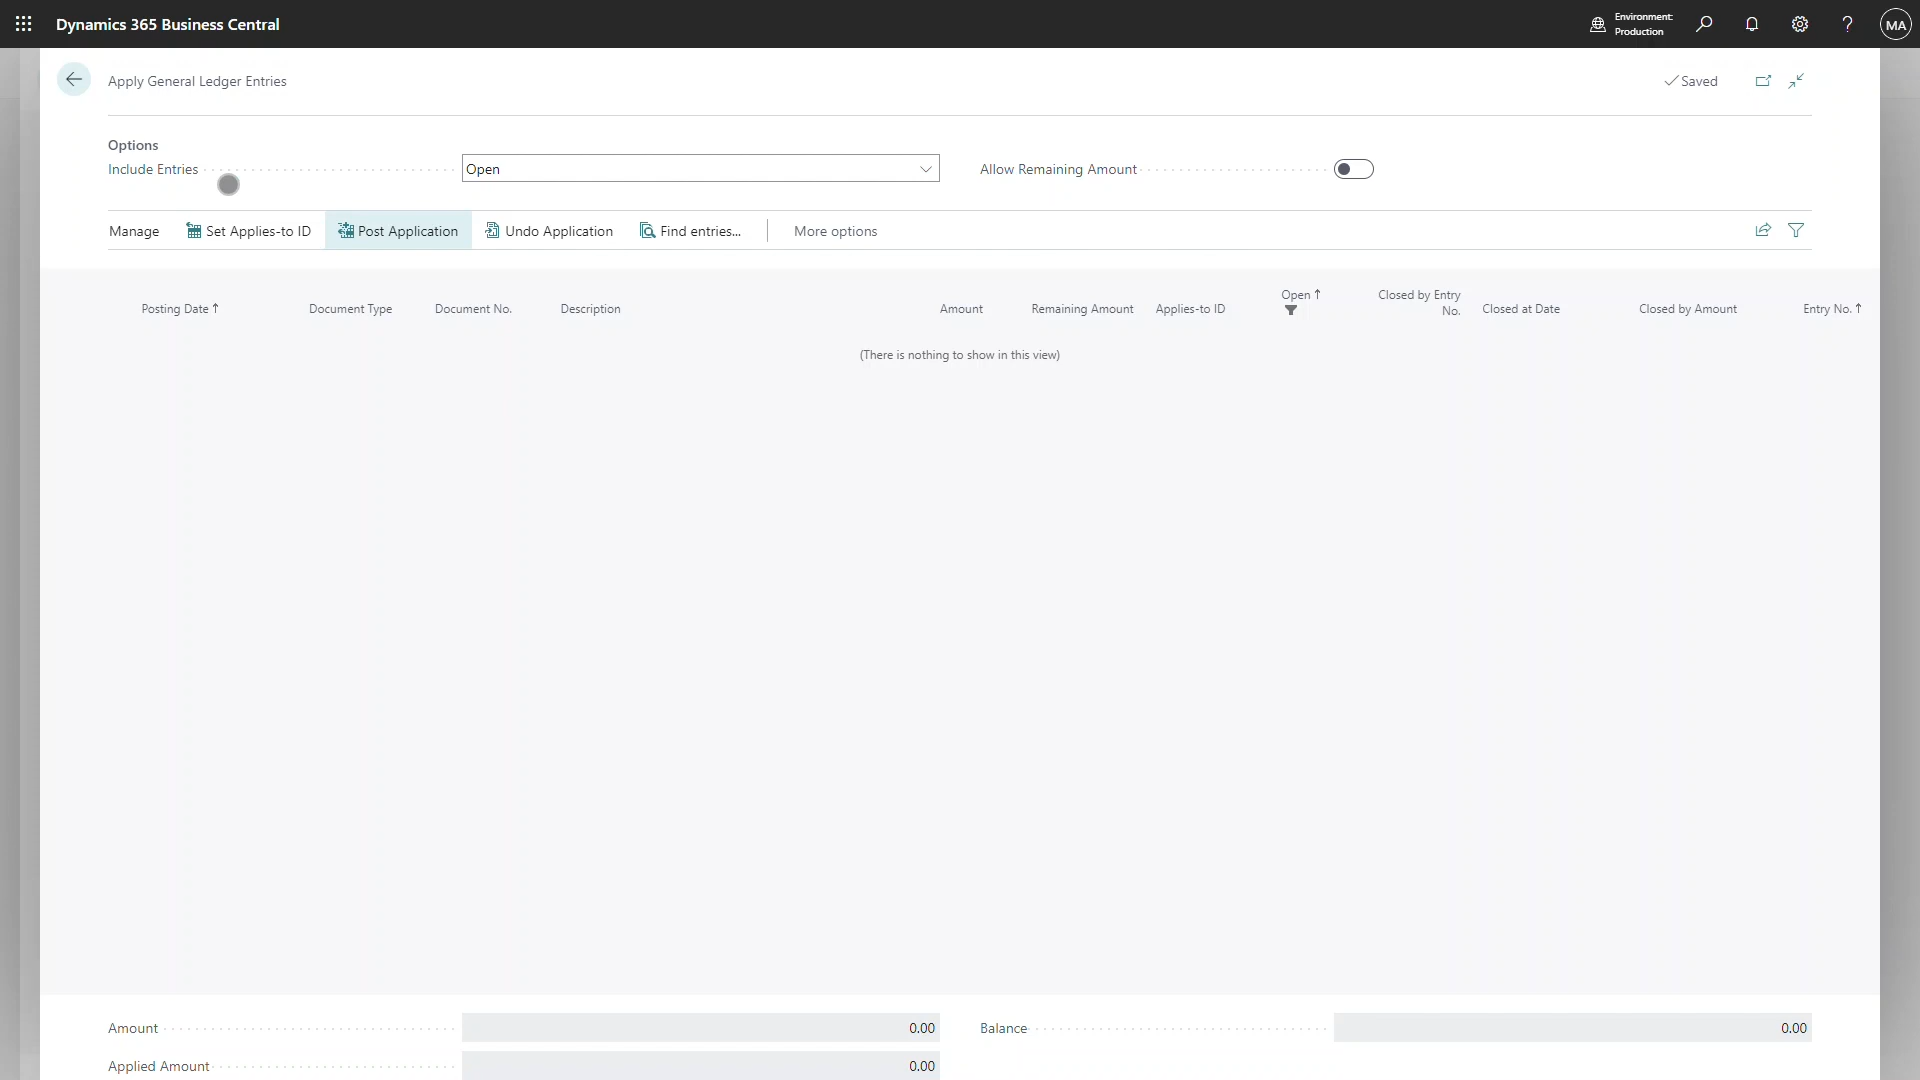 Dynamics 365 Business Central
Environment:
Production
MA
Apply General Ledger Entries
Saved
Options
Include Entries
Open
Allow Remaining Amount
Manage
Set Applies-to ID
Post Application
Undo Application
Find entries...
More options
Posting Date ↑
Document Type
Document No.
Description
Amount
Remaining Amount
Applies-to ID
Open ↑
Closed by Entry
No.
Closed at Date
Closed by Amount
Entry No. ↑
(There is nothing to show in this view)
Amount
0.00
Balance
0.00
Applied Amount
0.00